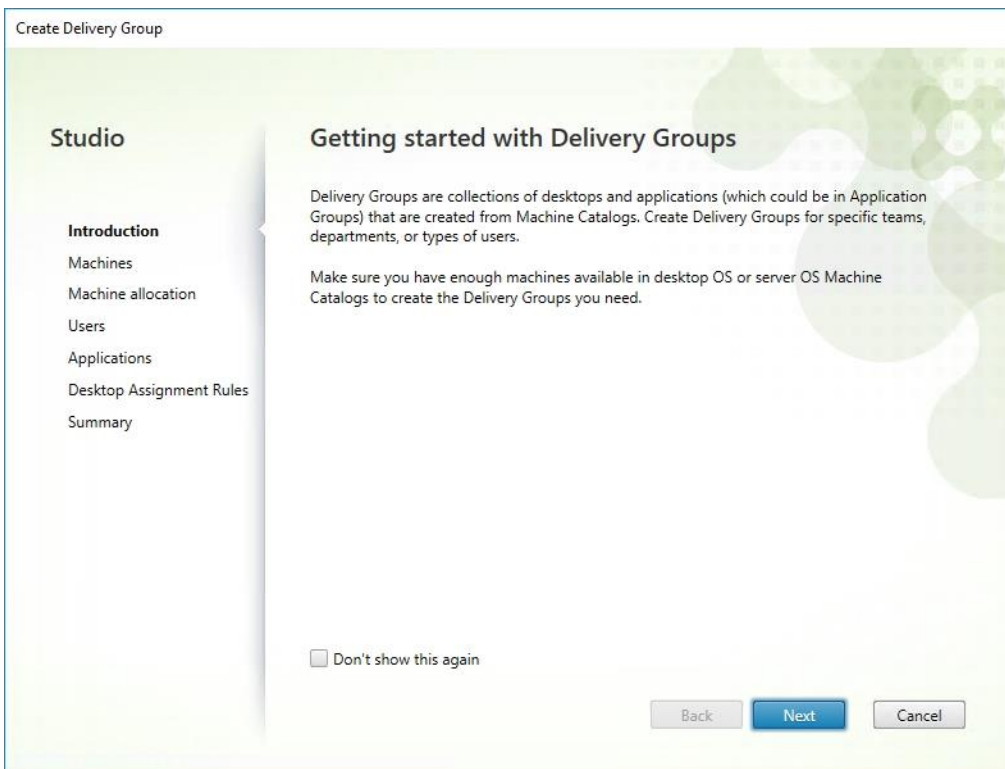 Create Delivery Group
Studio
Introduction
Machines
Machine allocation
Users
Applications
Desktop Assignment Rules
Summary
Getting started with Delivery Groups
Delivery Groups are collections of desktops and applications (which could be in Application
Groups) that are created from Machine Catalogs. Create Delivery Groups for specific teams,
departments, or types of users.
Make sure you have enough machines available in desktop OS or server OS Machine
Catalogs to create the Delivery Groups you need.
Don't show this again
Back
Next
Cancel